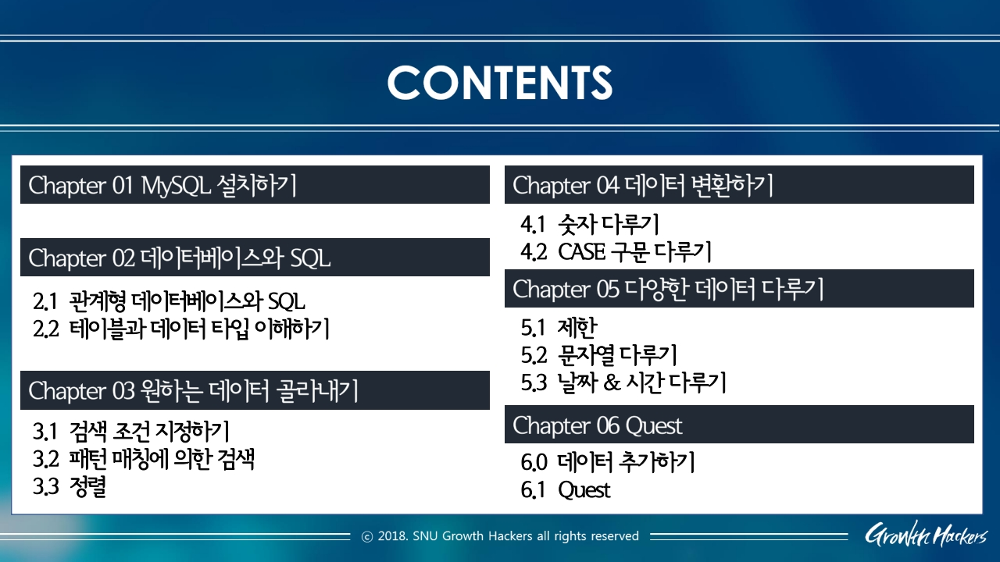 CONTENTS
Chapter 01 MySQL 설치하기
Chapter 02 데이터베이스와 SQL
2.1 관계형 데이터베이스와 SQL
2.2 테이블과 데이터 타입 이해하기
Chapter 03 원하는 데이터 골라내기
3.1 검색 조건 지정하기
3.2 패턴 매칭에 의한 검색
3.3 정렬
Chapter 04 데이터 변환하기
4.1 숫자 다루기
4.2 CASE 구문 다루기
Chapter 05 다양한 데이터 다루기
5.1 제한
5.2 문자열 다루기
5.3 날짜 & 시간 다루기
Chapter 06 Quest
6.0 데이터 추가하기
6.1 Quest
ⓒ 2018. SNU Growth Hackers all rights reserved
Growth Hackers